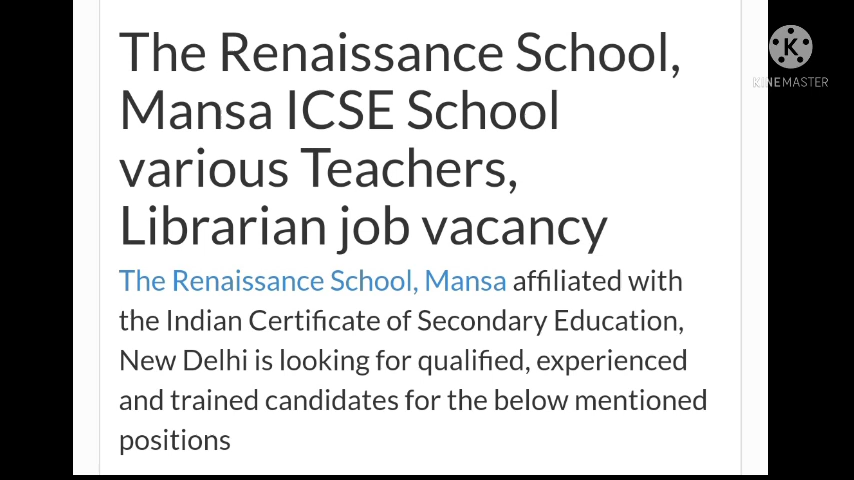 The Renaissance School,
Mansa ICSE School
various Teachers,
Librarian job vacancy
The Renaissance School, Mansa affiliated with
the Indian Certificate of Secondary Education,
New Delhi is looking for qualified, experienced
and trained candidates for the below mentioned
positions
K
KINEMASTER